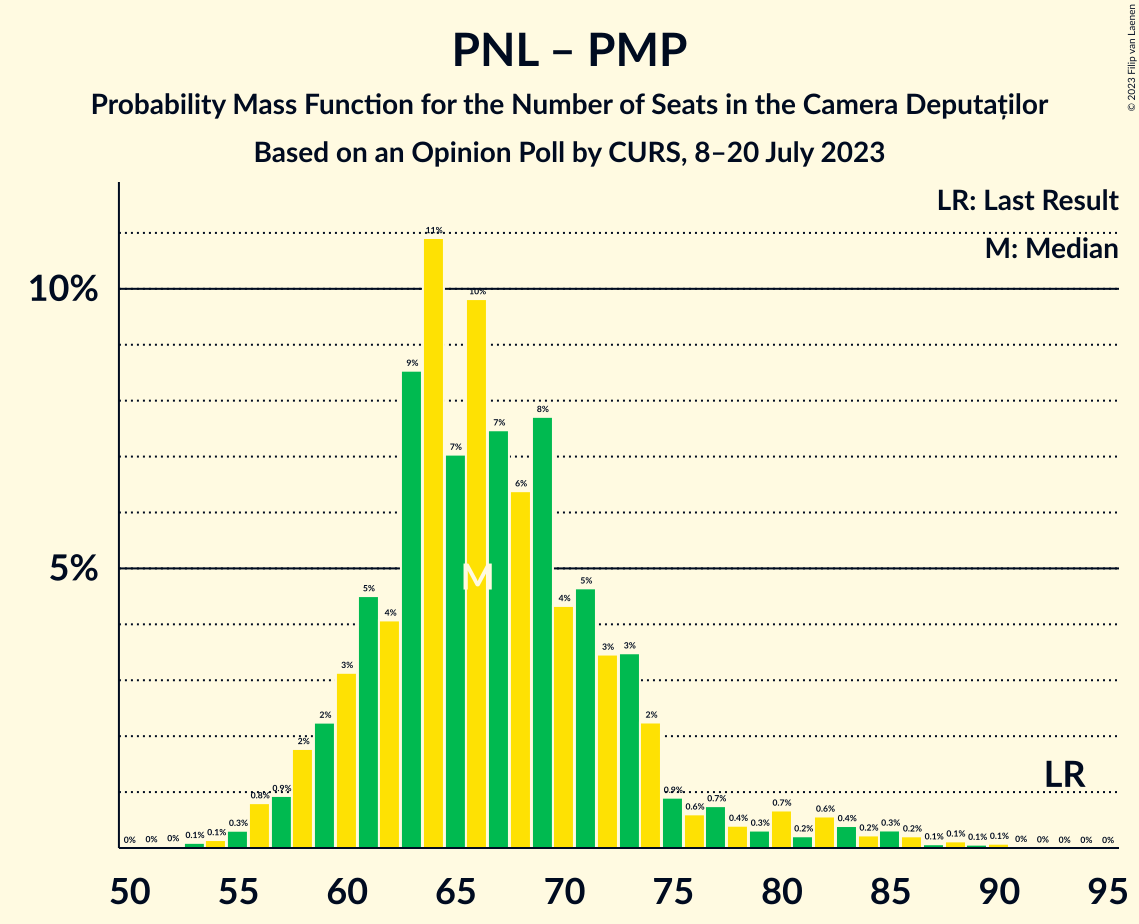 PNL – PMP
Probability Mass Function for the Number of Seats in the Camera Deputaților
Based on an Opinion Poll by CURS, 8–20 July 2023
© 2023 Filip van Laenen
LR: Last Result
M: Median
10%
5%
0% 0% 0% 0.1% 0.1% 0.3% 0.8% 0.9% 2% 2% 3% 5% 4% 9% 11% 7% 10% 7% 6% 8% 4% 5% 3% 3% 2% 0.9% 0.6% 0.7% 0.4% 0.3% 0.7% 0.2% 0.6% 0.4% 0.2% 0.3% 0.2% 0.1% 0.1% 0.1% 0.1% 0% 0% 0% 0% 0%
M
LR
50 55 60 65 70 75 80 85 90 95